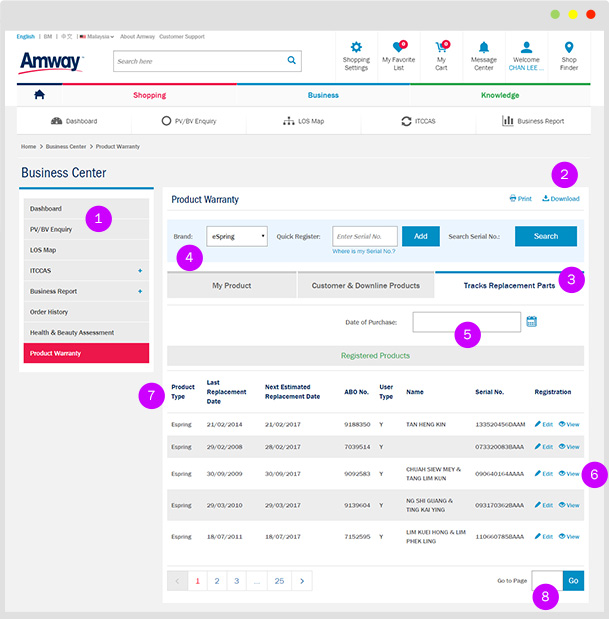 English | BM | 中文 | Malaysia
About Amway Customer Support
Amway
Search here
Shopping Settings
My Favorite List
0
My Cart
0
Message Center
Welcome CHAN LEE ...
Shop Finder
Shopping
Business
Knowledge
Dashboard
PV/BV Enquiry
LOS Map
ITCCAS
Business Report
Home > Business Center > Product Warranty
Business Center
1
Dashboard
PV/BV Enquiry
LOS Map
ITCCAS +
Business Report +
Order History
Health & Beauty Assessment
Product Warranty
2
Product Warranty
Print
Download
Brand: eSpring Quick Register: Enter Serial No. Add Search Serial No.: Search
Where is my Serial No.?
4
3
My Product
Customer & Downline Products
Tracks Replacement Parts
Date of Purchase:
5
Registered Products
7
Product Type
Last Replacement Date
Next Estimated Replacement Date
ABO No.
User Type
Name
Serial No.
Registration
Espring 21/02/2014 21/02/2017 9188350 Y TAN HENG KIN 133520456DAAM Edit View
Espring 29/02/2008 28/02/2017 7039514 Y 073320083BAAA Edit View
Espring 30/09/2009 30/09/2017 9092583 Y CHUAH SIEW MEY & TANG LIM KUN 090640164AAAA Edit View
6
Espring 29/03/2010 29/03/2017 9139604 Y NG SHI GUANG & TING KAI YING 093170362BAAA Edit View
Espring 18/07/2011 18/07/2017 7152595 Y LIM KUEI HONG & LIM PHEK LING 110660785BAAA Edit View
< 1 2 3 ... 25 >
Go to Page
Go
8